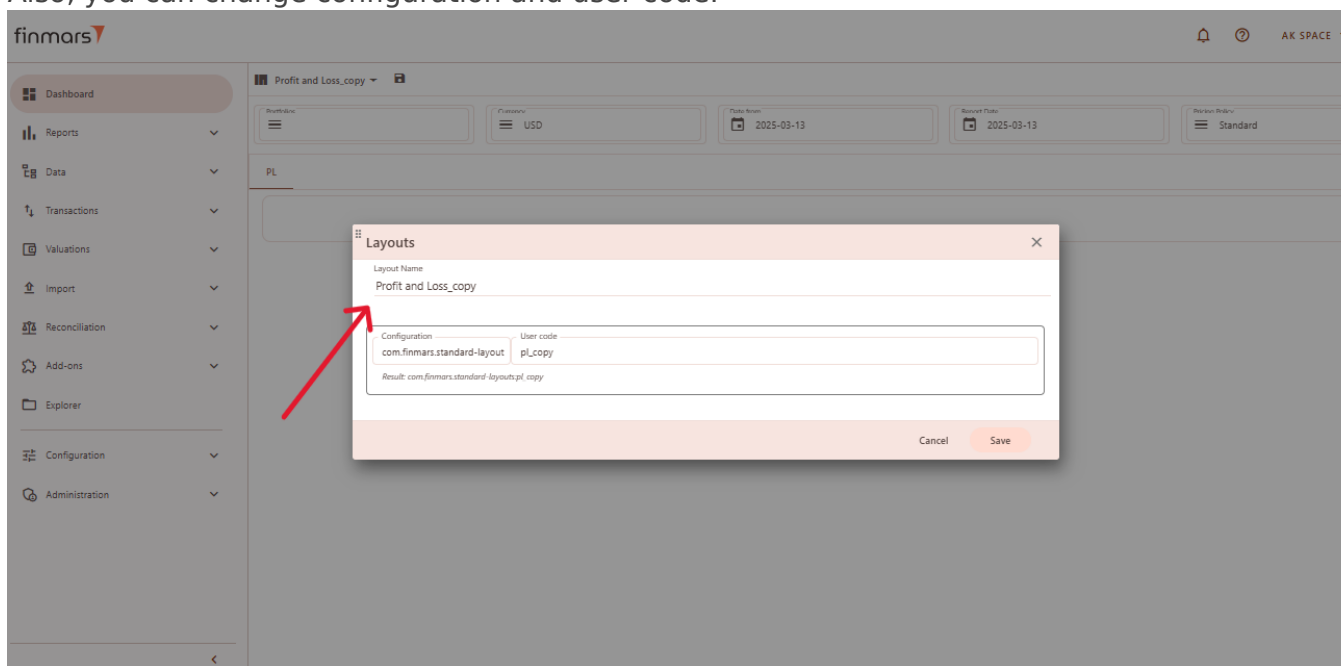 Also, you can change configuration and user code.
finmars
AK SPACE
Profit and Loss_copy
Dashboard
Portfolios
Currency
USD
Date from
2025-03-13
Report Date
2025-03-13
Pricing Policy
Standard
Reports
Data
PL
Transactions
Valuations
Import
Reconciliation
Add-ons
Explorer
Configuration
Administration
Layouts
Layout Name
Profit and Loss_copy
Configuration
User code
com.finmars.standard-layout
pl_copy
Result: com.finmars.standard-layouts:pl_copy
Cancel
Save